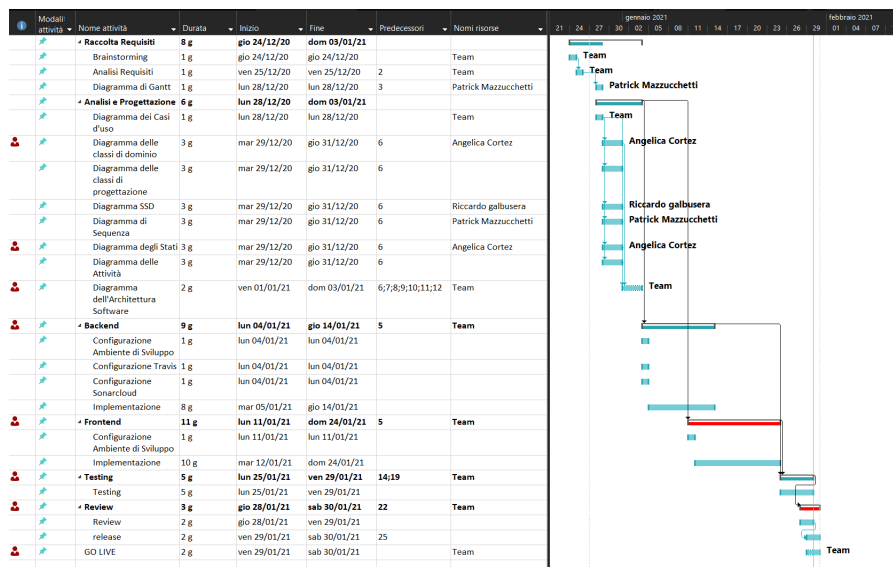 gennaio 2021 febbraio 2021
Modali attività Nome attività Durata Inizio Fine Predecessori Nomi risorse 21 24 27 30 02 05 08 11 14 17 20 23 26 29 01 04 07
Raccolta Requisiti 8 g gio 24/12/20 dom 03/01/21
Brainstorming 1 g gio 24/12/20 gio 24/12/20 Team Team
Analisi Requisiti 1 g ven 25/12/20 ven 25/12/20 2 Team Team
Diagramma di Gantt 1 g lun 28/12/20 lun 28/12/20 3 Patrick Mazzucchetti Patrick Mazzucchetti
Analisi e Progettazione 6 g lun 28/12/20 dom 03/01/21
Diagramma dei Casi 1 g lun 28/12/20 lun 28/12/20 Team Team
d'uso
Diagramma delle 3 g mar 29/12/20 gio 31/12/20 6 Angelica Cortez Angelica Cortez
classi di dominio
Diagramma delle 3 g mar 29/12/20 gio 31/12/20 6
classi di
progettazione
Diagramma SSD 3 g mar 29/12/20 gio 31/12/20 6 Riccardo galbusera Riccardo galbusera
Diagramma di 3 g mar 29/12/20 gio 31/12/20 6 Patrick Mazzucchetti Patrick Mazzucchetti
Sequenza
Diagramma degli Stati 3 g mar 29/12/20 gio 31/12/20 6 Angelica Cortez Angelica Cortez
Diagramma delle 3 g mar 29/12/20 gio 31/12/20 6
Attività
Diagramma 2 g ven 01/01/21 dom 03/01/21 6;7;8;9;10;11;12 Team Team
dell'Architettura
Software
Backend 9 g lun 04/01/21 gio 14/01/21 5 Team
Configurazione 1 g lun 04/01/21 lun 04/01/21
Ambiente di Sviluppo
Configurazione Travis 1 g lun 04/01/21 lun 04/01/21
Configurazione 1 g lun 04/01/21 lun 04/01/21
Sonarcloud
Implementazione 8 g mar 05/01/21 gio 14/01/21
Frontend 11 g lun 11/01/21 dom 24/01/21 5 Team
Configurazione 1 g lun 11/01/21 lun 11/01/21
Ambiente di Sviluppo
Implementazione 10 g mar 12/01/21 dom 24/01/21
Testing 5 g lun 25/01/21 ven 29/01/21 14;19 Team
Testing 5 g lun 25/01/21 ven 29/01/21
Review 3 g gio 28/01/21 sab 30/01/21 22 Team
Review 2 g gio 28/01/21 ven 29/01/21
release 2 g ven 29/01/21 sab 30/01/21 25
GO LIVE 2 g ven 29/01/21 sab 30/01/21 Team Team